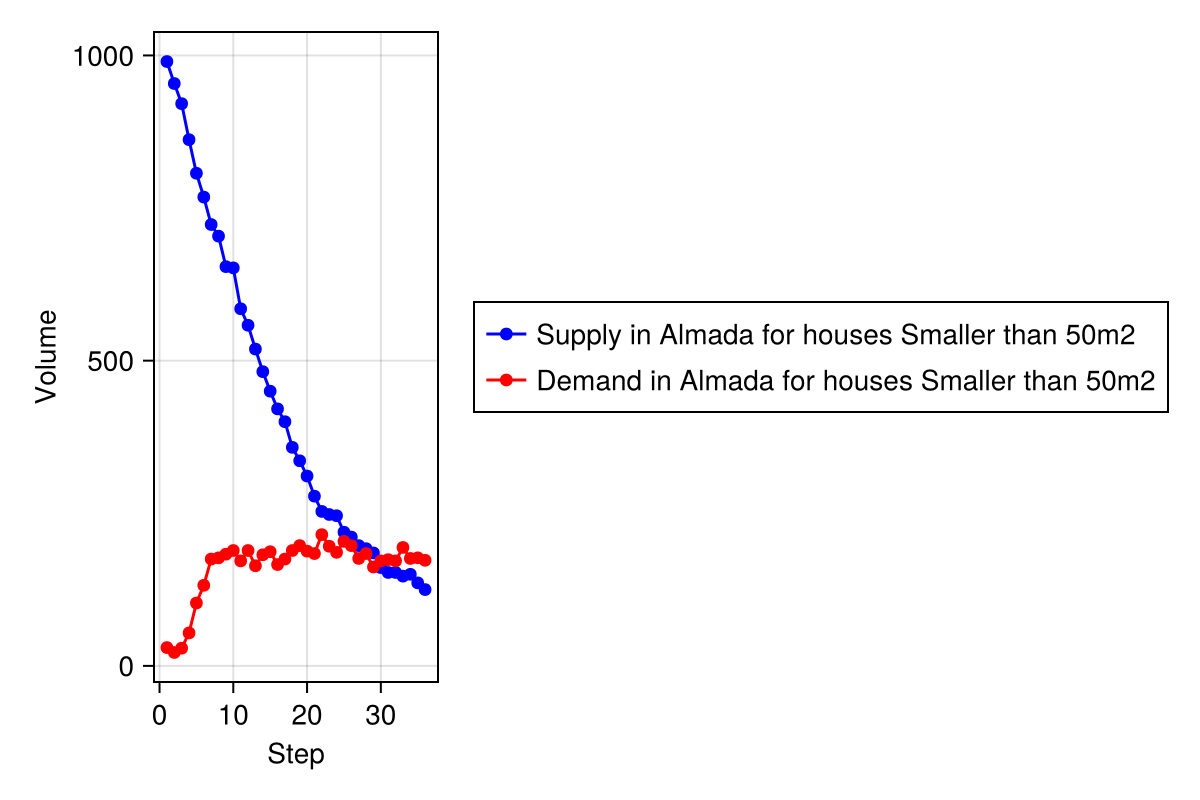 1000
500
0
Volume
0 10 20 30
Step
Supply in Almada for houses Smaller than 50m2
Demand in Almada for houses Smaller than 50m2